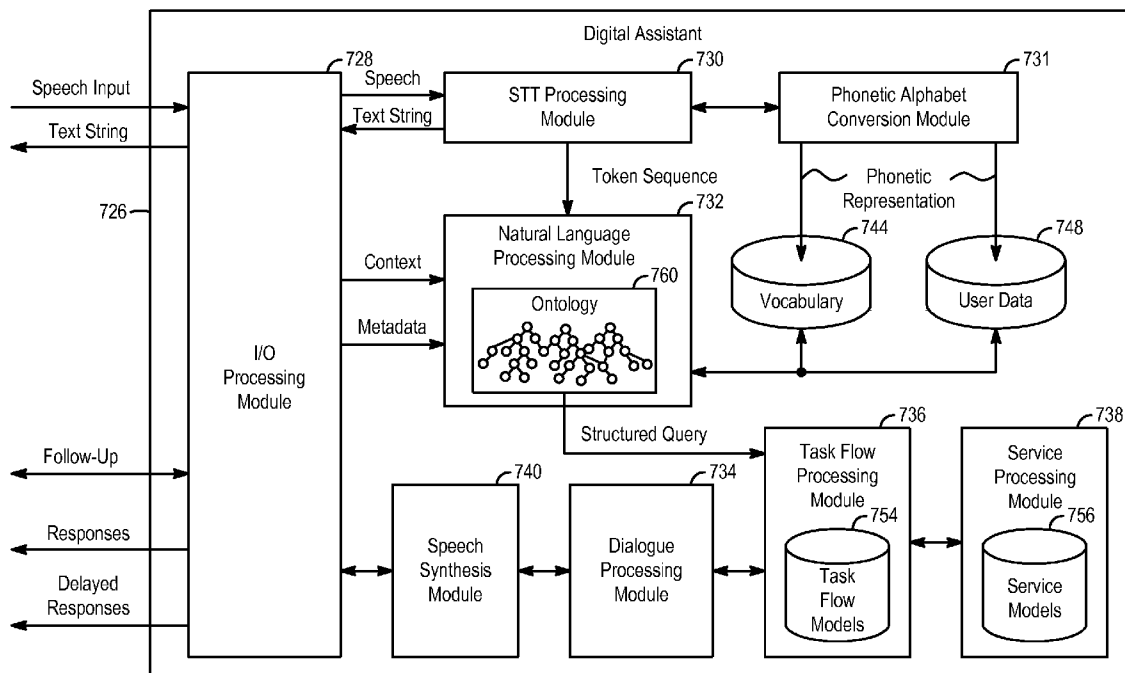 Digital Assistant
728
730
731
Speech Input
Speech
STT Processing
Module
Phonetic Alphabet
Conversion Module
Text String
Text String
Token Sequence
Phonetic
Representation
726
732
744
748
Natural Language
Processing Module
Context
760
Ontology
Vocabulary
User Data
Metadata
I/O
Processing
Module
Structured Query
736
738
Follow-Up
740
734
Task Flow
Processing
Module
Service
Processing
Module
754
756
Responses
Speech
Synthesis
Module
Dialogue
Processing
Module
Delayed
Responses
Task
Flow
Models
Service
Models